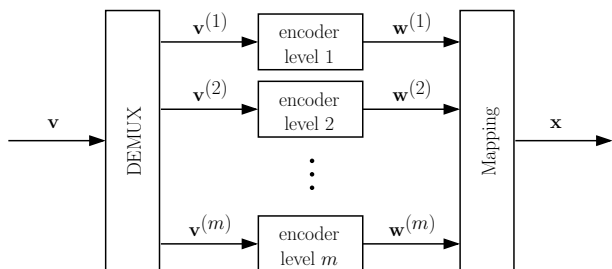 v(1) encoder level 1 w(1)
v(2) encoder level 2 w(2)
v DEMUX Mapping x
v(m) encoder level m w(m)